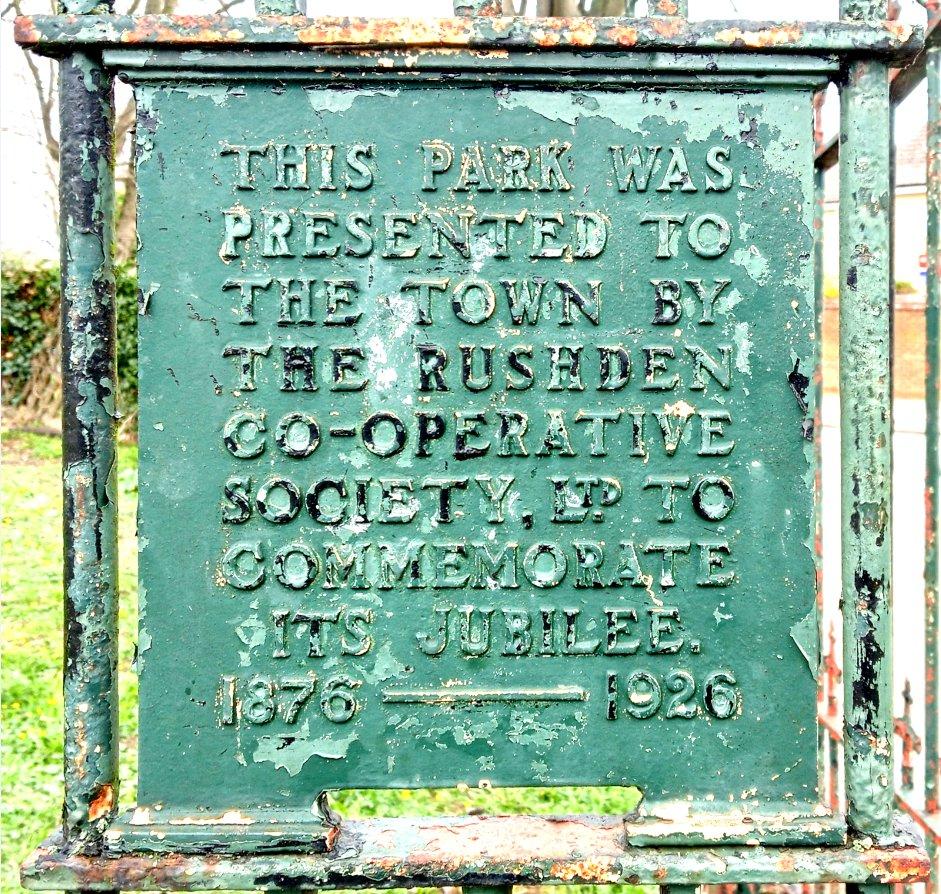 THIS PARK WAS
PRESENTED TO
THE TOWN BY
THE RUSHDEN
CO-OPERATIVE
SOCIETY, LTD TO
COMMEMORATE
ITS JUBILEE.
1876 — 1926